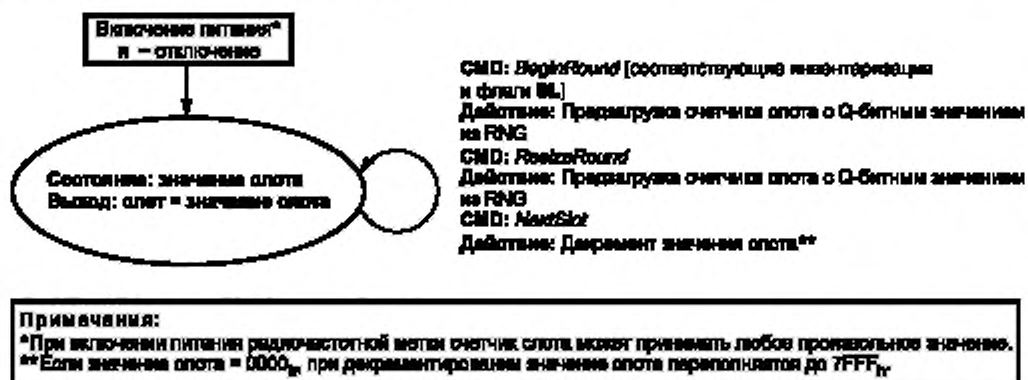 Включение питания*
и – отключение
CMD: BeginRound [соответствующие инвентаризации
и флаги SL]
Действие: Предзагрузка счетчика слота с Q-битным значением
из RNG
CMD: ResizeRound
Действие: Предзагрузка счетчика слота с Q-битным значением
из RNG
CMD: NextSlot
Действие: Декремент значения слота**
Состояние: значение слота
Выход: слот = значение слота
Примечания:
*При включении питания радиочастотной метки счетчик слота может принимать любое произвольное значение.
**Если значение слота = 0000h, при декрементировании значение слота переполняется до 7FFFh.